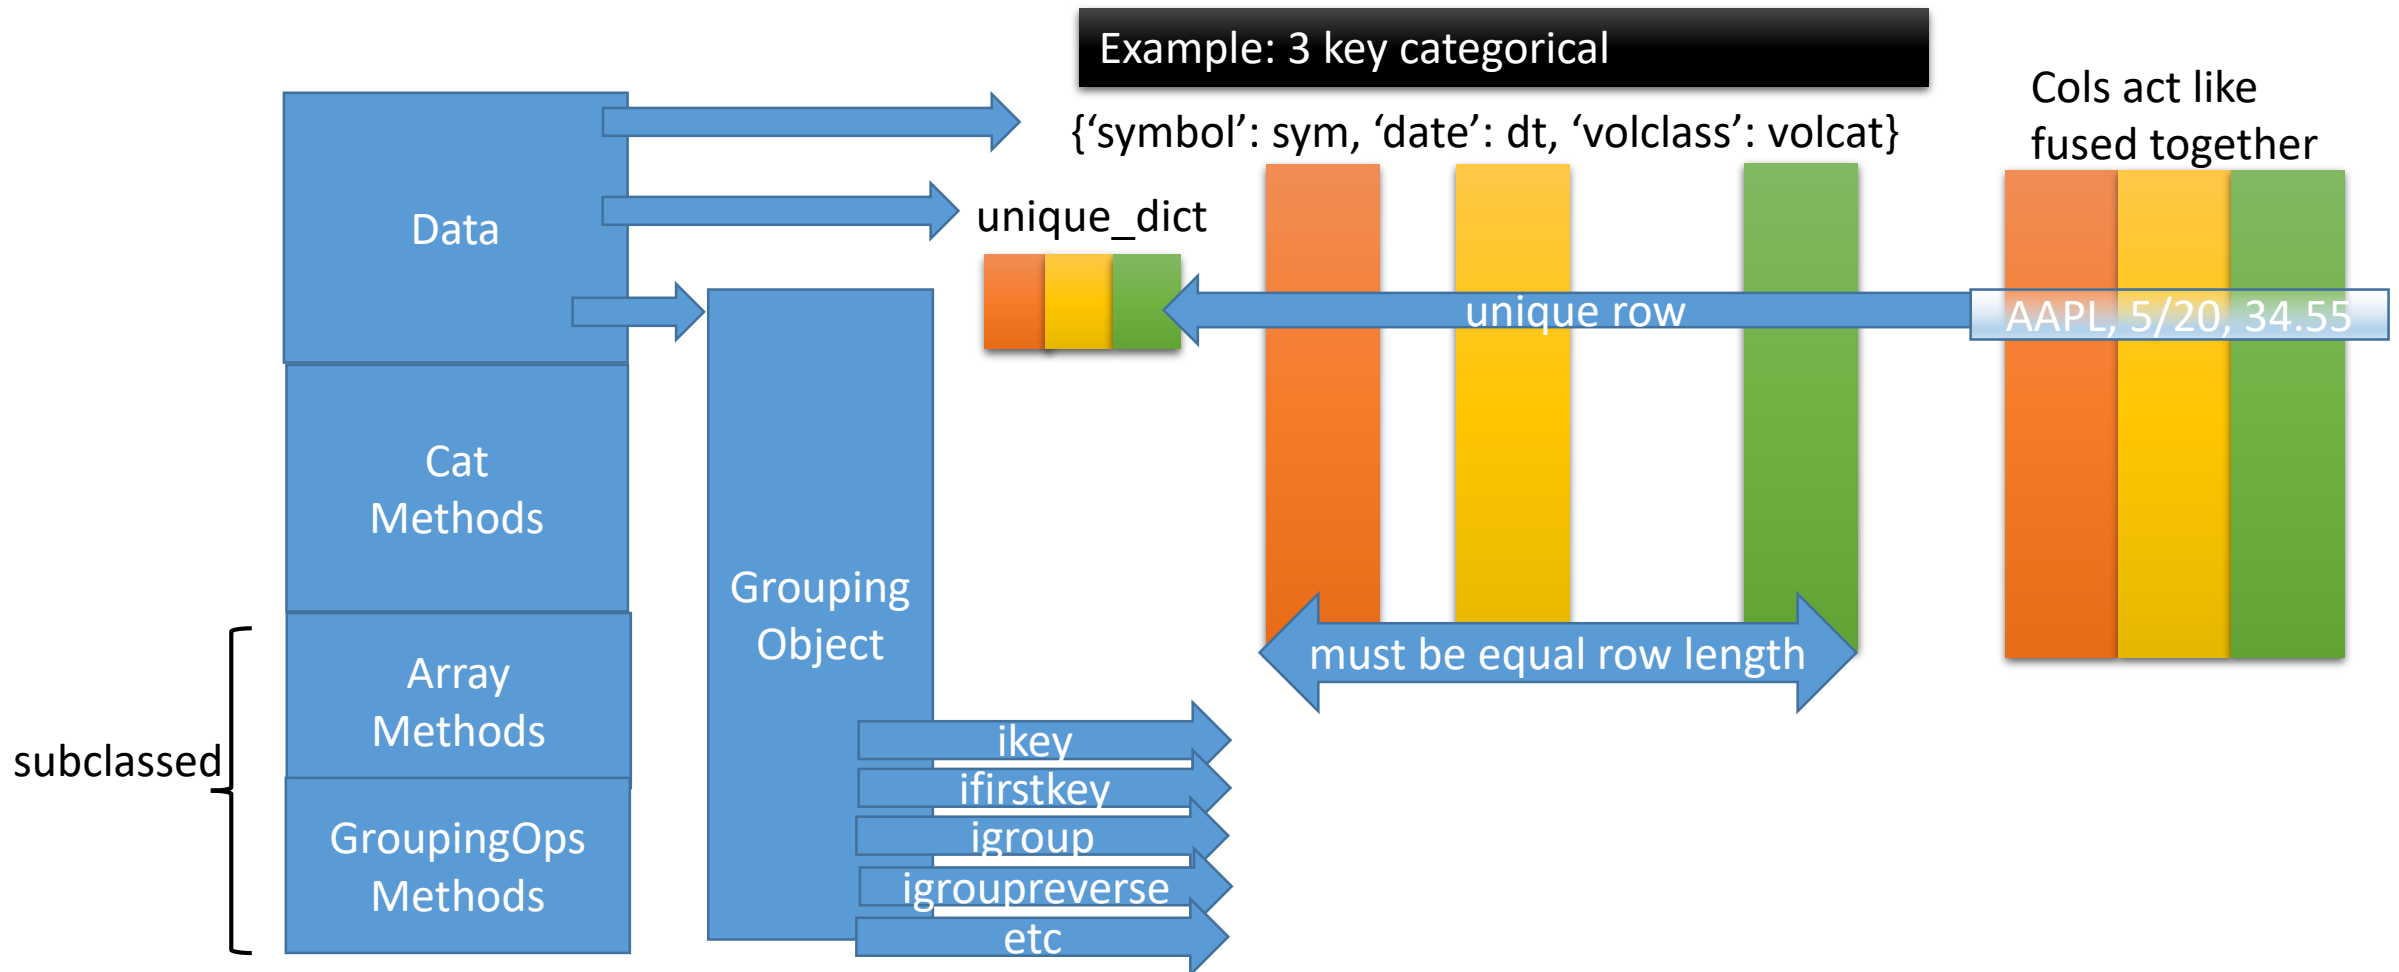 Example: 3 key categorical
Cols act like
fused together
{‘symbol’: sym, ‘date’: dt, ‘volclass’: volcat}
Data
unique_dict
unique row
AAPL, 5/20, 34.55
Cat
Methods
Grouping
Object
must be equal row length
Array
Methods
subclassed
GroupingOps
Methods
ikey
ifirstkey
igroup
igroupreverse
etc